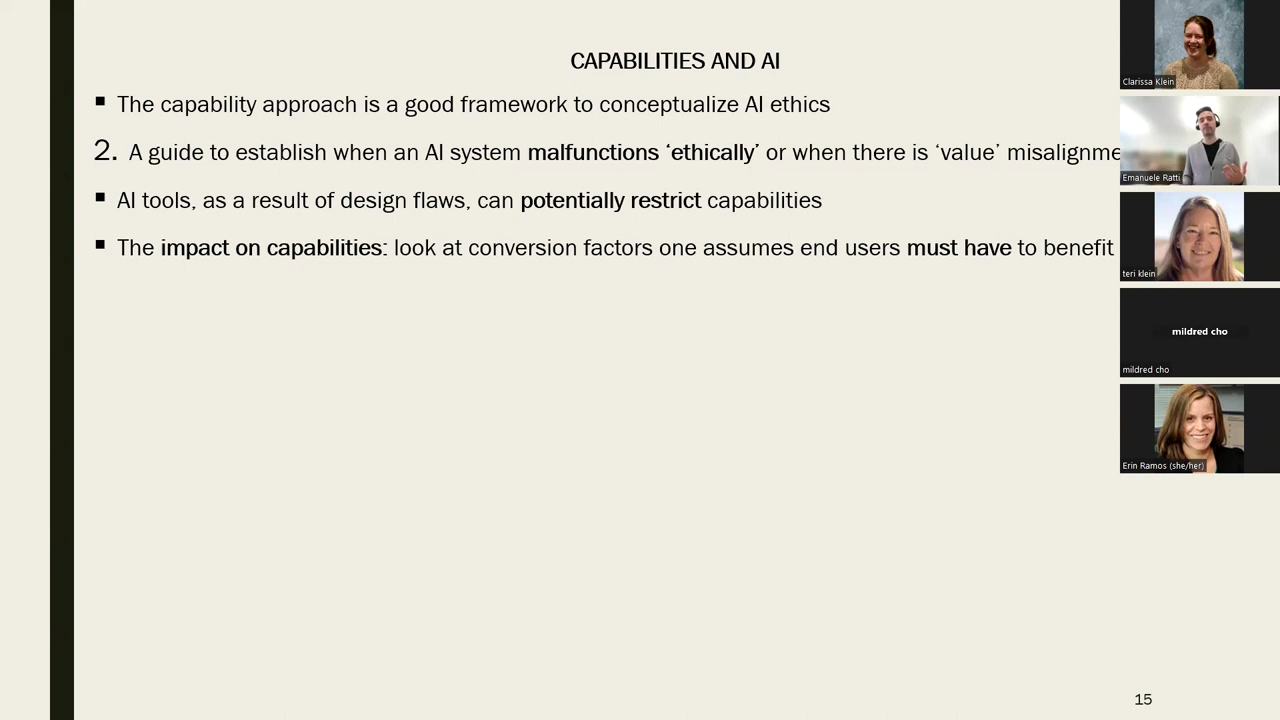 CAPABILITIES AND AI
▪ The capability approach is a good framework to conceptualize AI ethics
2. A guide to establish when an AI system malfunctions ‘ethically’ or when there is ‘value’ misalignme
▪ AI tools, as a result of design flaws, can potentially restrict capabilities
▪ The impact on capabilities: look at conversion factors one assumes end users must have to benefit
15
Clarissa Klein
Emanuele Ratti
teri klein
mildred cho
mildred cho
Erin Ramos (she/her)